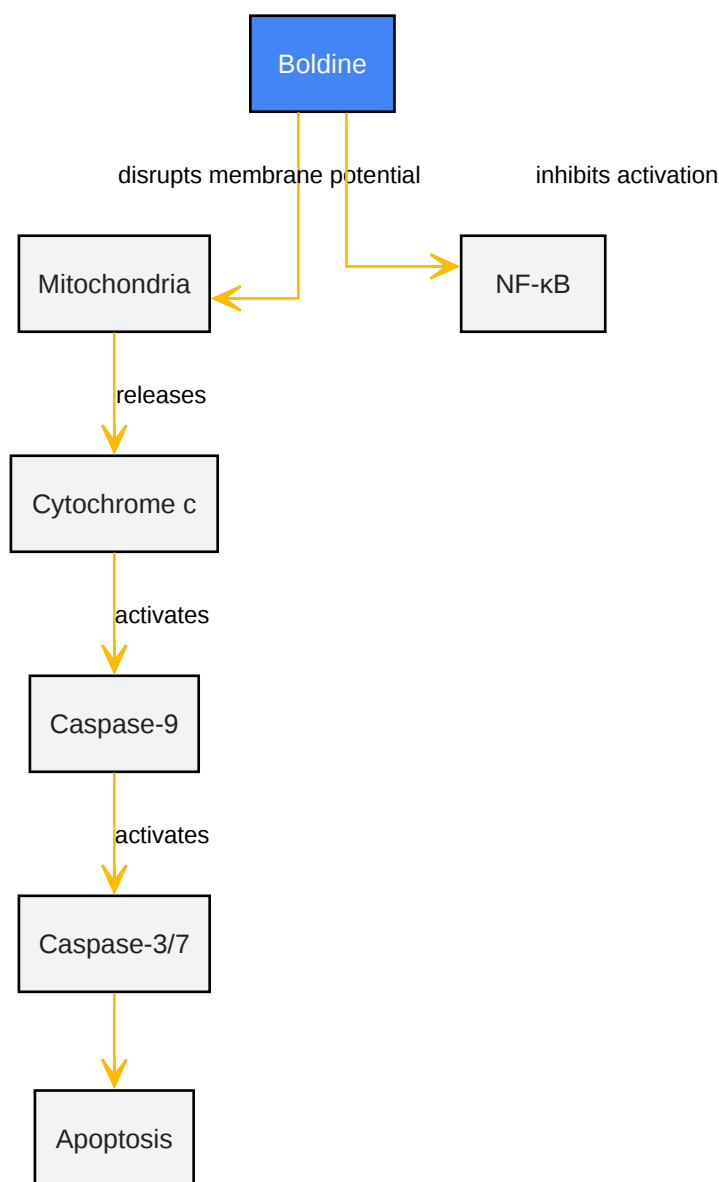 Boldine
disrupts membrane potential
inhibits activation
Mitochondria
NF-κB
releases
Cytochrome c
activates
Caspase-9
activates
Caspase-3/7
Apoptosis